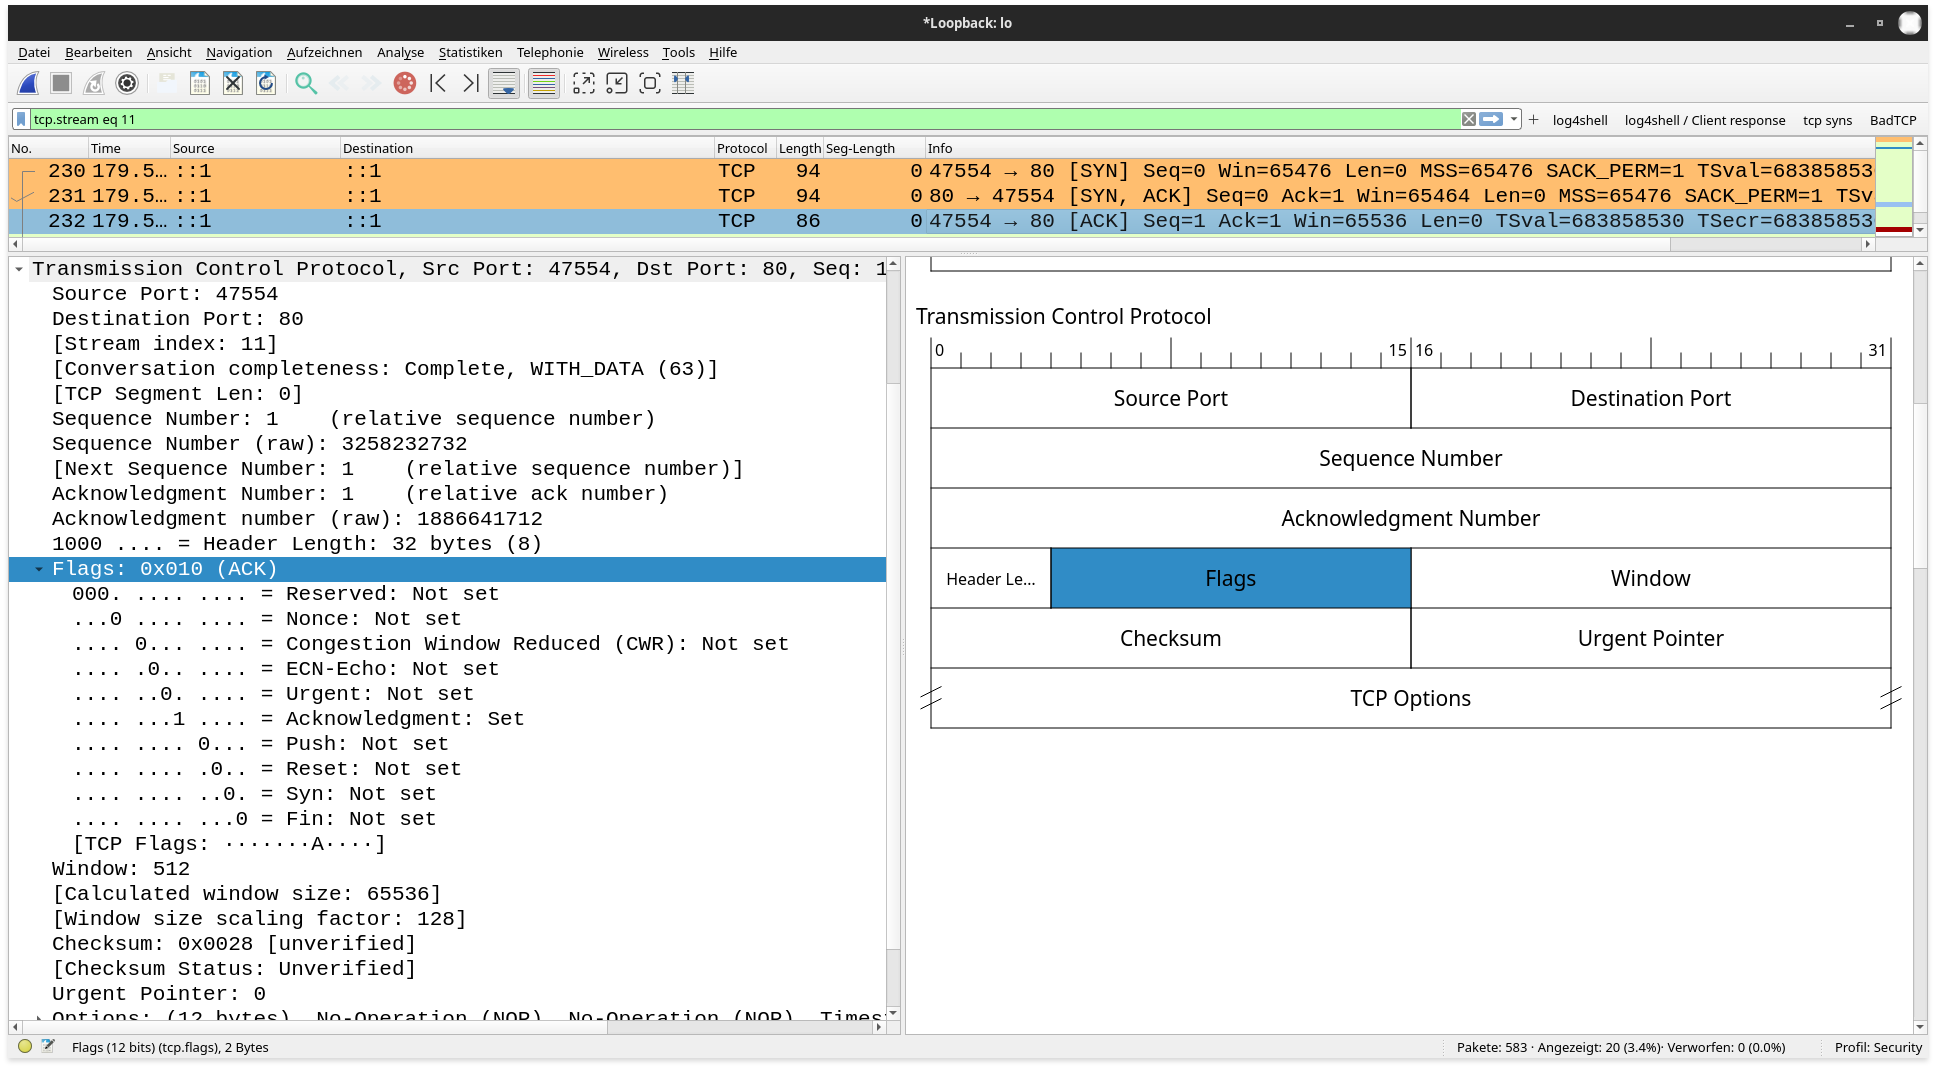 *Loopback: lo
Datei Bearbeiten Ansicht Navigation Aufzeichnen Analyse Statistiken Telephonie Wireless Tools Hilfe
tcp.stream eq 11 + log4shell log4shell / Client response tcp syns BadTCP
No. Time Source Destination Protocol Length Seg-Length Info
230 179.5… ::1 ::1 TCP 94 0 47554 → 80 [SYN] Seq=0 Win=65476 Len=0 MSS=65476 SACK_PERM=1 TSval=68385853
231 179.5… ::1 ::1 TCP 94 0 80 → 47554 [SYN, ACK] Seq=0 Ack=1 Win=65464 Len=0 MSS=65476 SACK_PERM=1 TSv
232 179.5… ::1 ::1 TCP 86 0 47554 → 80 [ACK] Seq=1 Ack=1 Win=65536 Len=0 TSval=683858530 TSecr=68385853
Transmission Control Protocol, Src Port: 47554, Dst Port: 80, Seq: 1
Source Port: 47554
Destination Port: 80
[Stream index: 11]
[Conversation completeness: Complete, WITH_DATA (63)]
[TCP Segment Len: 0]
Sequence Number: 1    (relative sequence number)
Sequence Number (raw): 3258232732
[Next Sequence Number: 1    (relative sequence number)]
Acknowledgment Number: 1    (relative ack number)
Acknowledgment number (raw): 1886641712
1000 .... = Header Length: 32 bytes (8)
Flags: 0x010 (ACK)
000. .... .... = Reserved: Not set
...0 .... .... = Nonce: Not set
.... 0... .... = Congestion Window Reduced (CWR): Not set
.... .0.. .... = ECN-Echo: Not set
.... ..0. .... = Urgent: Not set
.... ...1 .... = Acknowledgment: Set
.... .... 0... = Push: Not set
.... .... .0.. = Reset: Not set
.... .... ..0. = Syn: Not set
.... .... ...0 = Fin: Not set
[TCP Flags: ·······A····]
Window: 512
[Calculated window size: 65536]
[Window size scaling factor: 128]
Checksum: 0x0028 [unverified]
[Checksum Status: Unverified]
Urgent Pointer: 0
Options: (12 bytes), No-Operation (NOP), No-Operation (NOP), Times
Transmission Control Protocol
0 15 16 31
Source Port Destination Port
Sequence Number
Acknowledgment Number
Header Le… Flags Window
Checksum Urgent Pointer
TCP Options
Flags (12 bits) (tcp.flags), 2 Bytes Pakete: 583 · Angezeigt: 20 (3.4%)· Verworfen: 0 (0.0%) Profil: Security